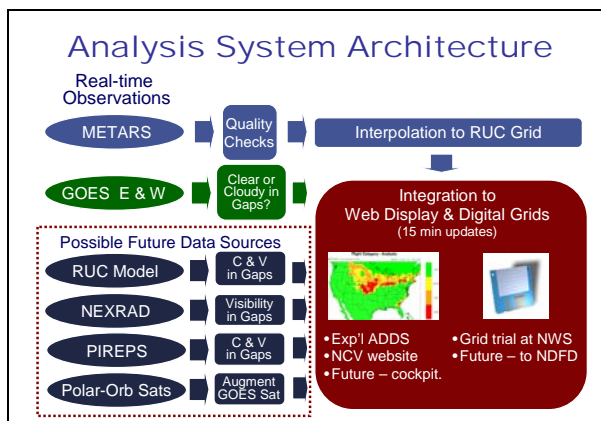 Analysis System Architecture
Real-time
Observations
METARS
Quality
Checks
Interpolation to RUC Grid
GOES E & W
Clear or
Cloudy in
Gaps?
Integration to
Web Display & Digital Grids
(15 min updates)
•Exp'l ADDS
•NCV website
•Future – cockpit.
•Grid trial at NWS
•Future – to NDFD
Possible Future Data Sources
RUC Model
C & V
in Gaps
NEXRAD
Visibility
in Gaps
PIREPS
C & V
in Gaps
Polar-Orb Sats
Augment
GOES Sat